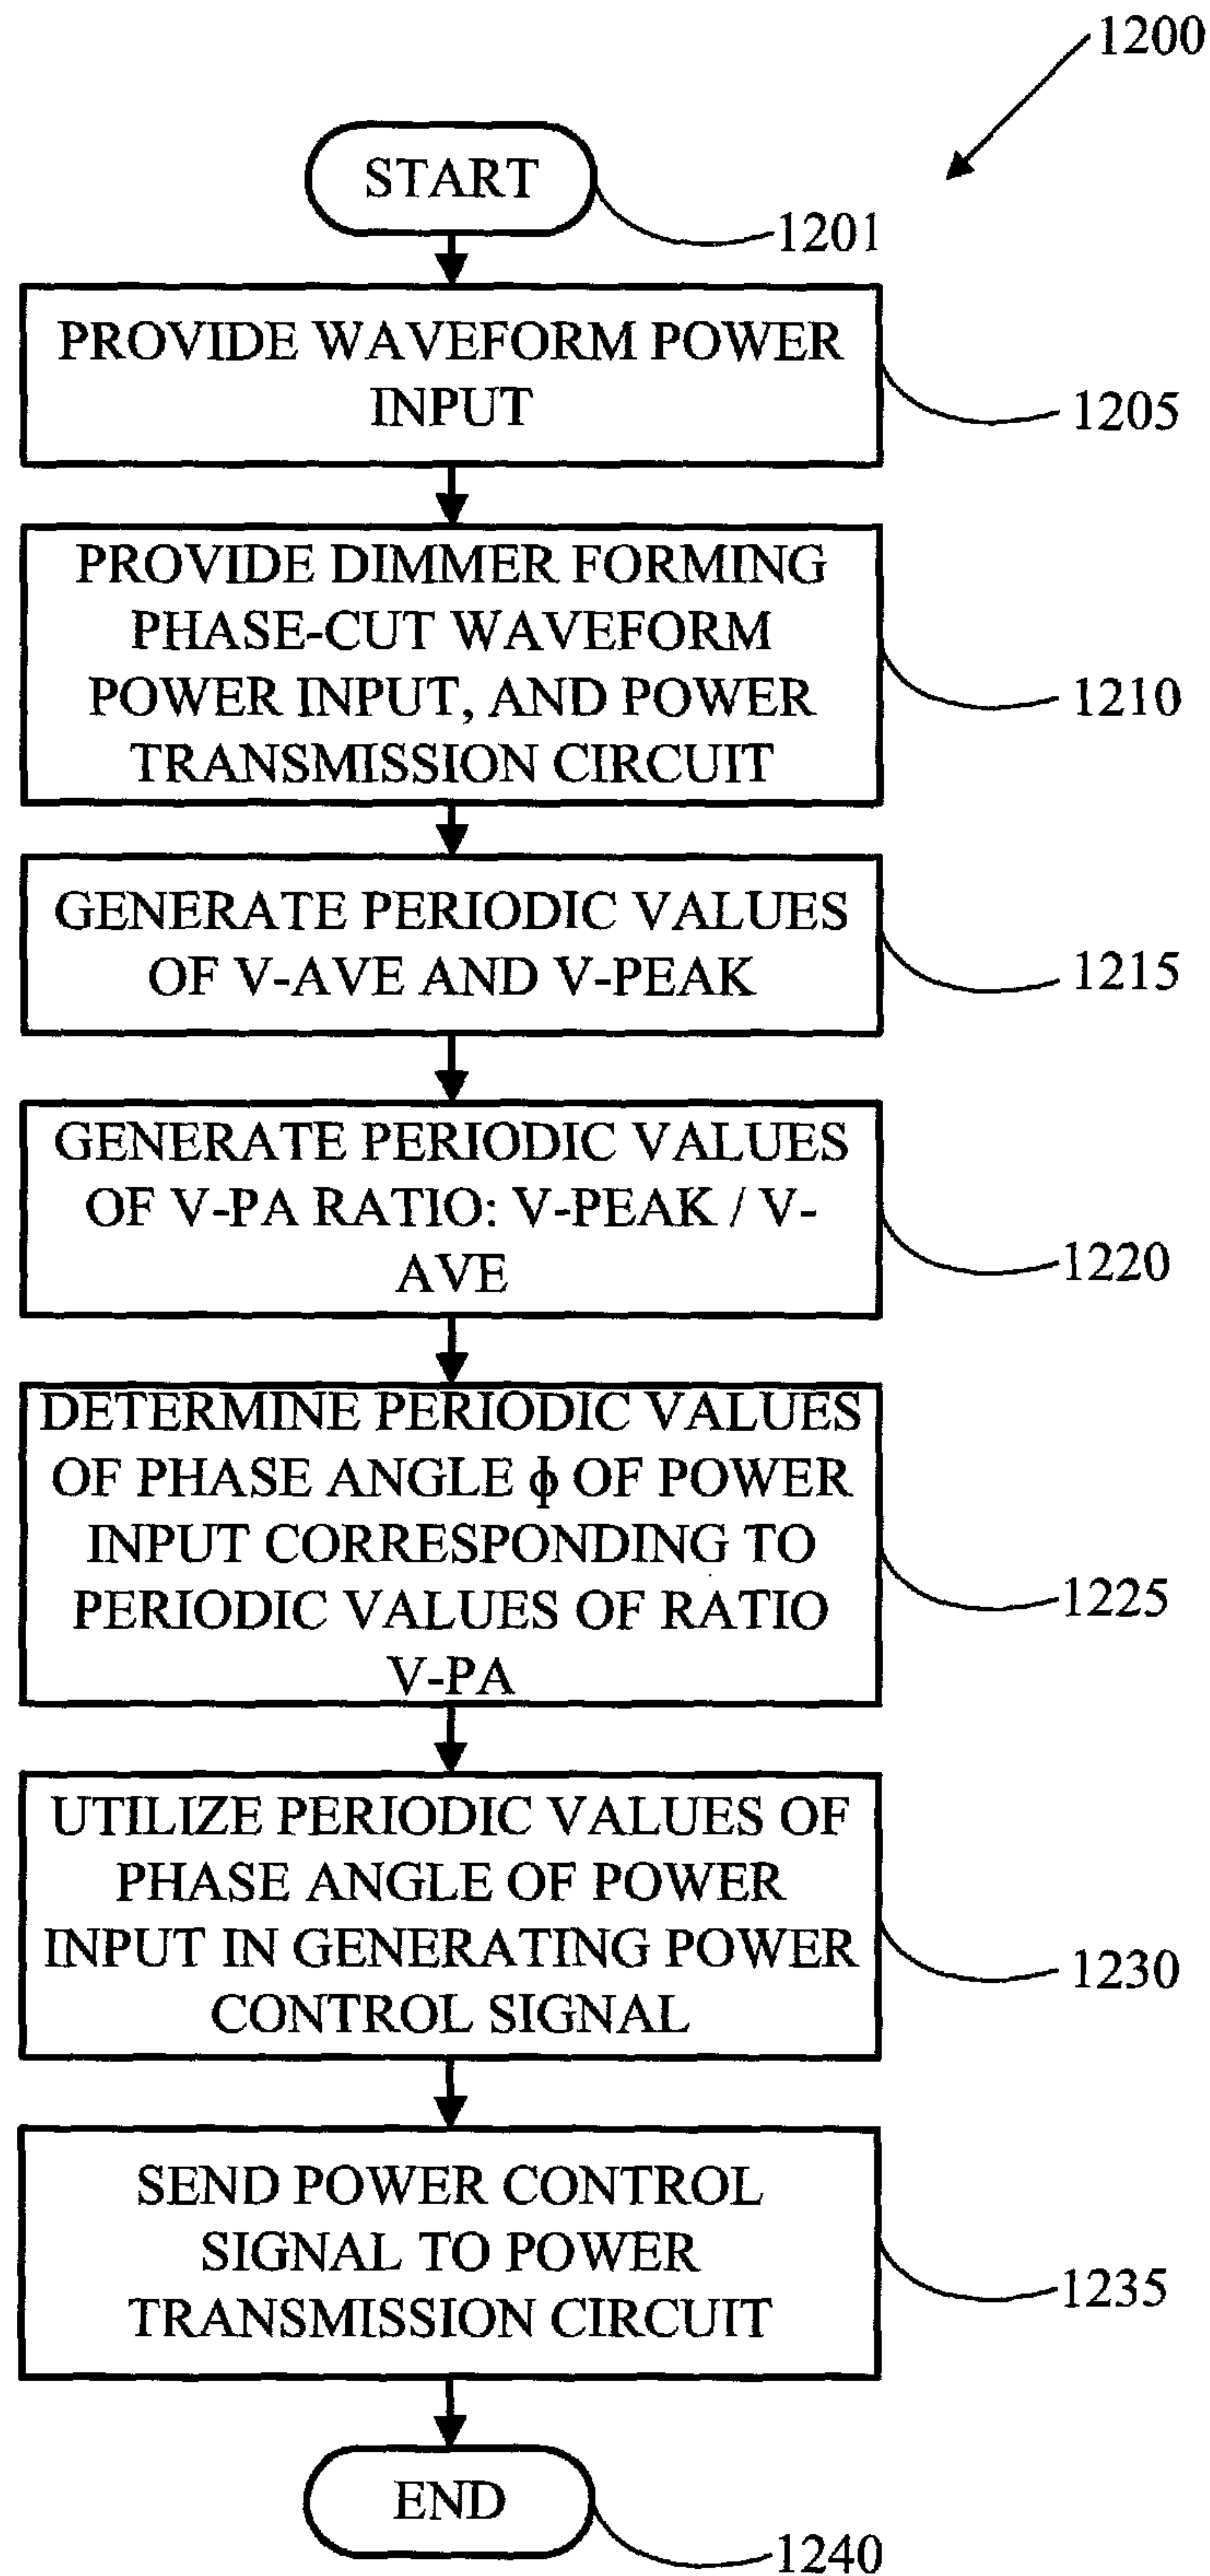 1200
START
1201
PROVIDE WAVEFORM POWER
INPUT
1205
PROVIDE DIMMER FORMING
PHASE-CUT WAVEFORM
POWER INPUT, AND POWER
TRANSMISSION CIRCUIT
1210
GENERATE PERIODIC VALUES
OF V-AVE AND V-PEAK
1215
GENERATE PERIODIC VALUES
OF V-PA RATIO: V-PEAK / V-
AVE
1220
DETERMINE PERIODIC VALUES
OF PHASE ANGLE ϕ OF POWER
INPUT CORRESPONDING TO
PERIODIC VALUES OF RATIO
V-PA
1225
UTILIZE PERIODIC VALUES OF
PHASE ANGLE OF POWER
INPUT IN GENERATING POWER
CONTROL SIGNAL
1230
SEND POWER CONTROL
SIGNAL TO POWER
TRANSMISSION CIRCUIT
1235
END
1240